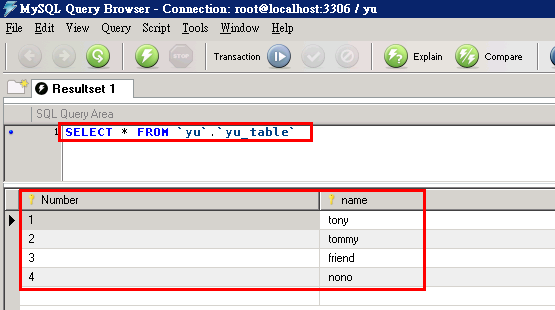 MySQL Query Browser - Connection: root@localhost:3306 / yu
File Edit View Query Script Tools Window Help
Transaction Explain Compare
Resultset 1
SQL Query Area
1 SELECT * FROM `yu`.`yu_table`
Number name
1 tony
2 tommy
3 friend
4 nono